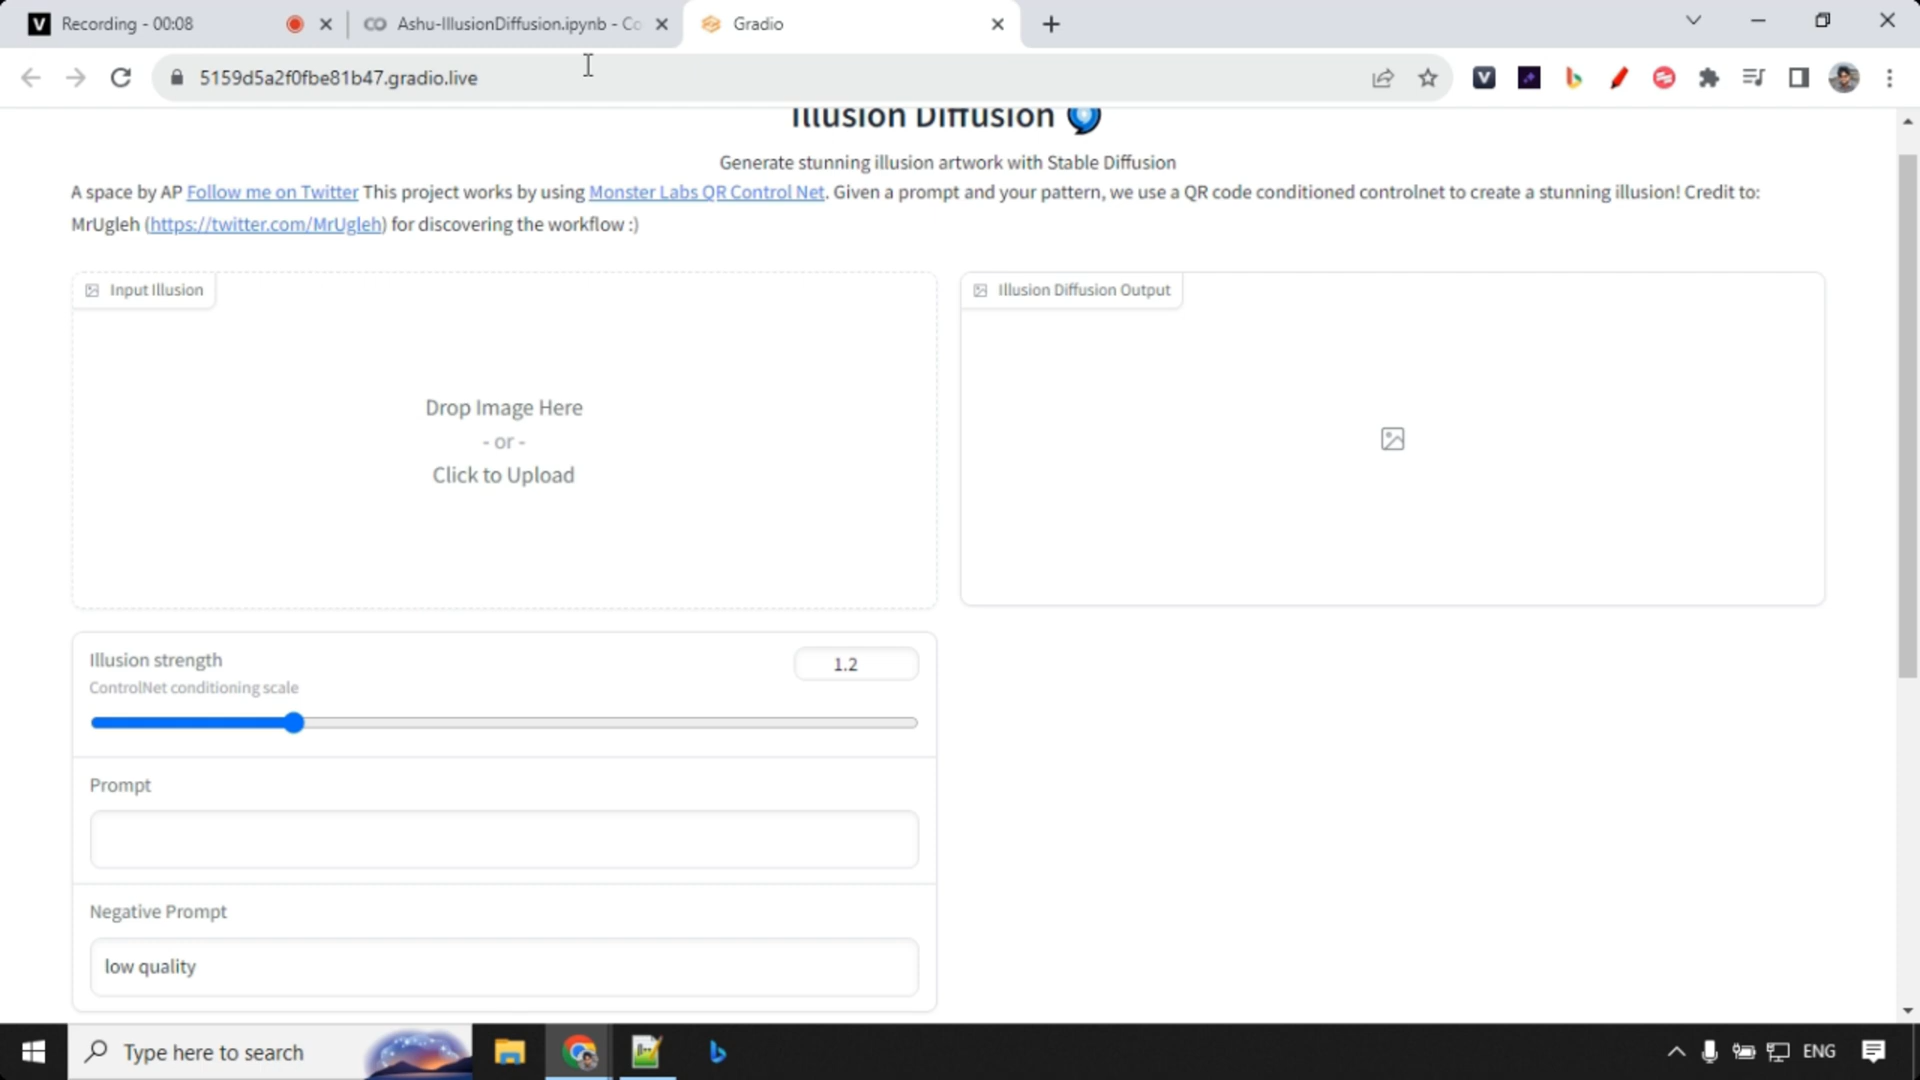 Recording - 00:08
Ashu-IllusionDiffusion.ipynb - Co
Gradio
5159d5a2f0fbe81b47.gradio.live
Illusion Diffusion
Generate stunning illusion artwork with Stable Diffusion
A space by AP Follow me on Twitter This project works by using Monster Labs QR Control Net. Given a prompt and your pattern, we use a QR code conditioned controlnet to create a stunning illusion! Credit to:
MrUgleh (https://twitter.com/MrUgleh) for discovering the workflow :)
Input Illusion
Illusion Diffusion Output
Drop Image Here
- or -
Click to Upload
Illusion strength
1.2
ControlNet conditioning scale
Prompt
Negative Prompt
low quality
Type here to search
ENG